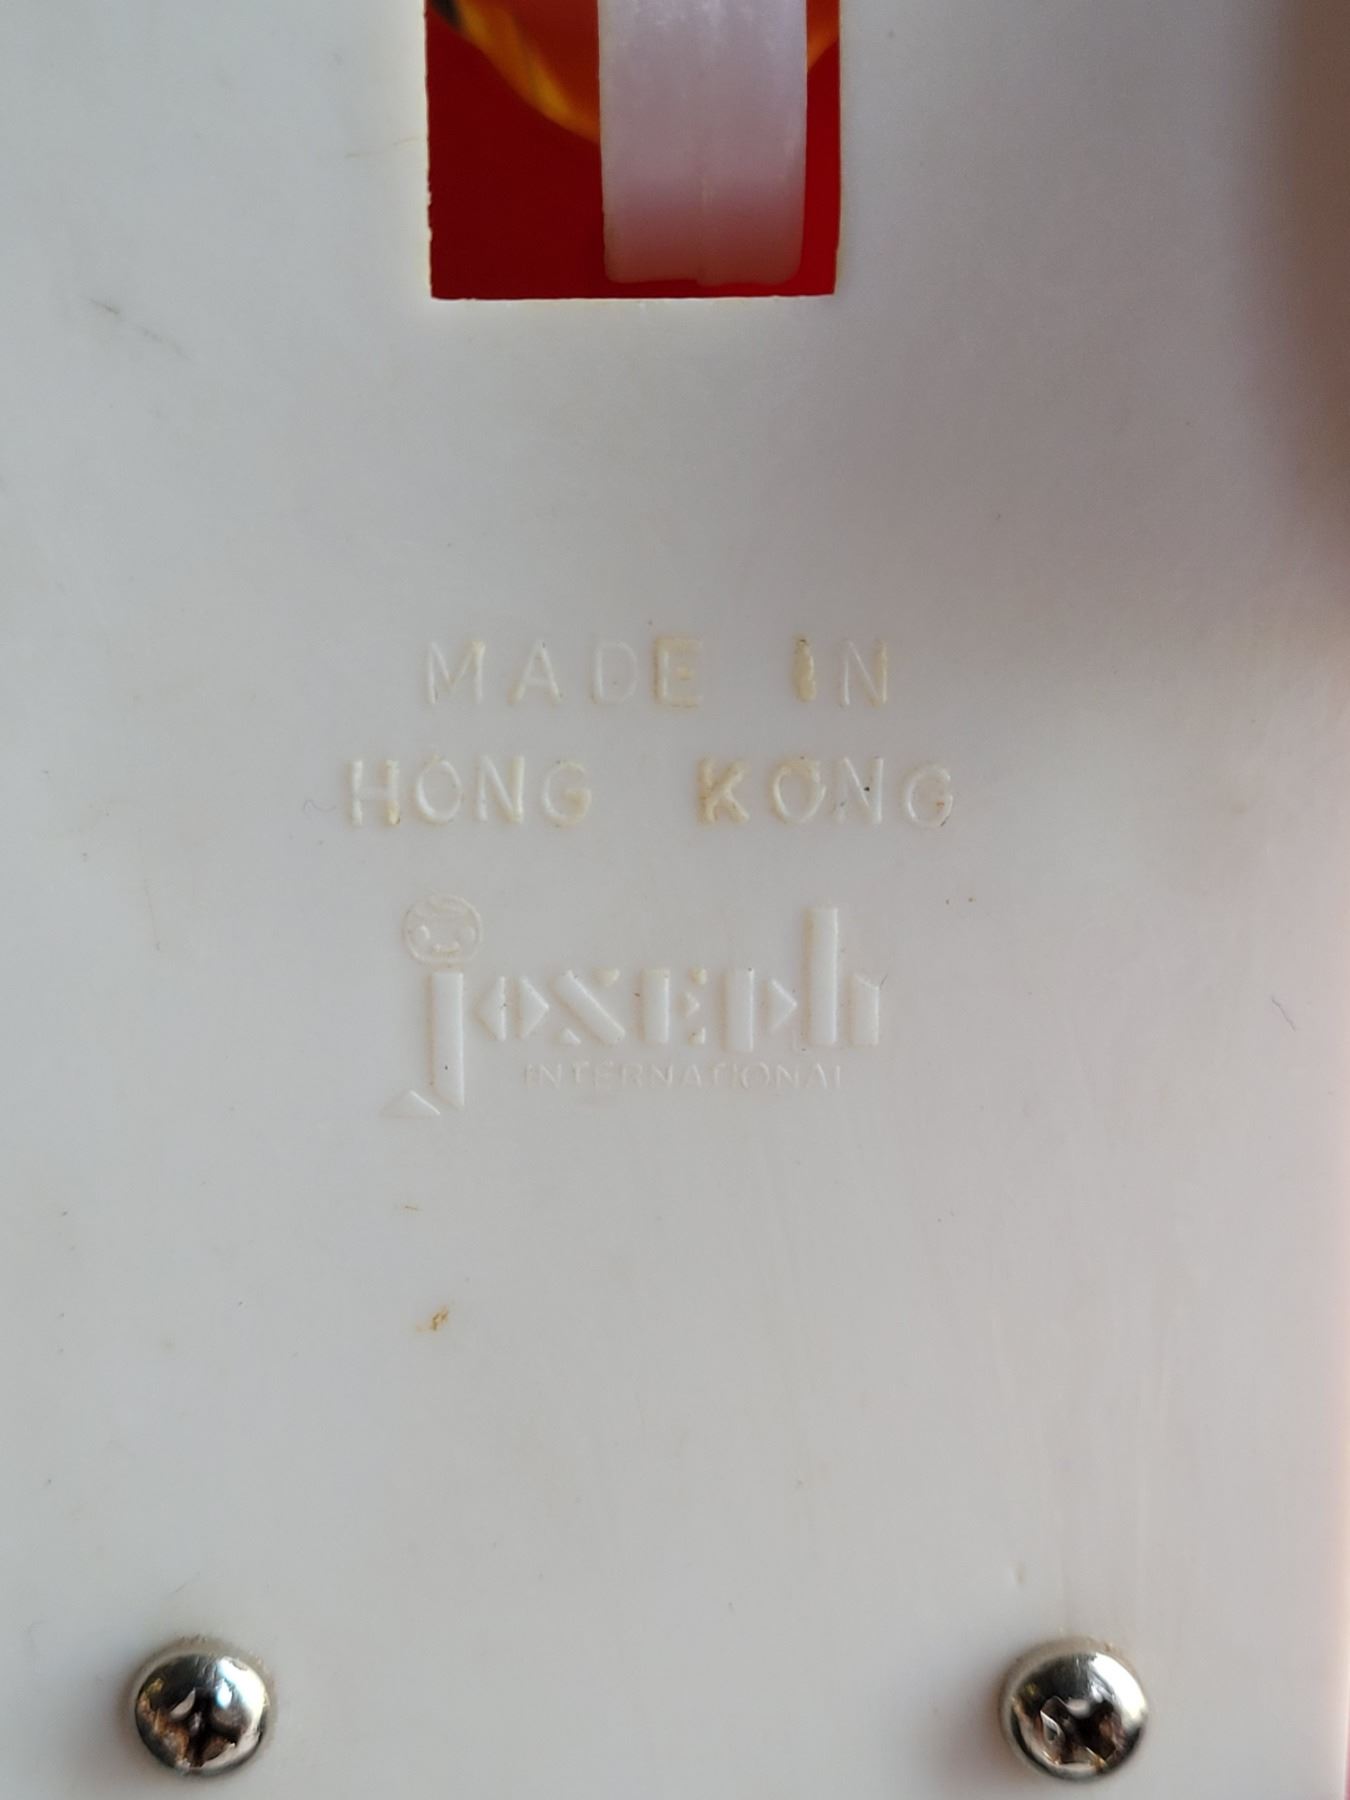 MADE IN
HONG KONG
joseph
INTERNATIONAL